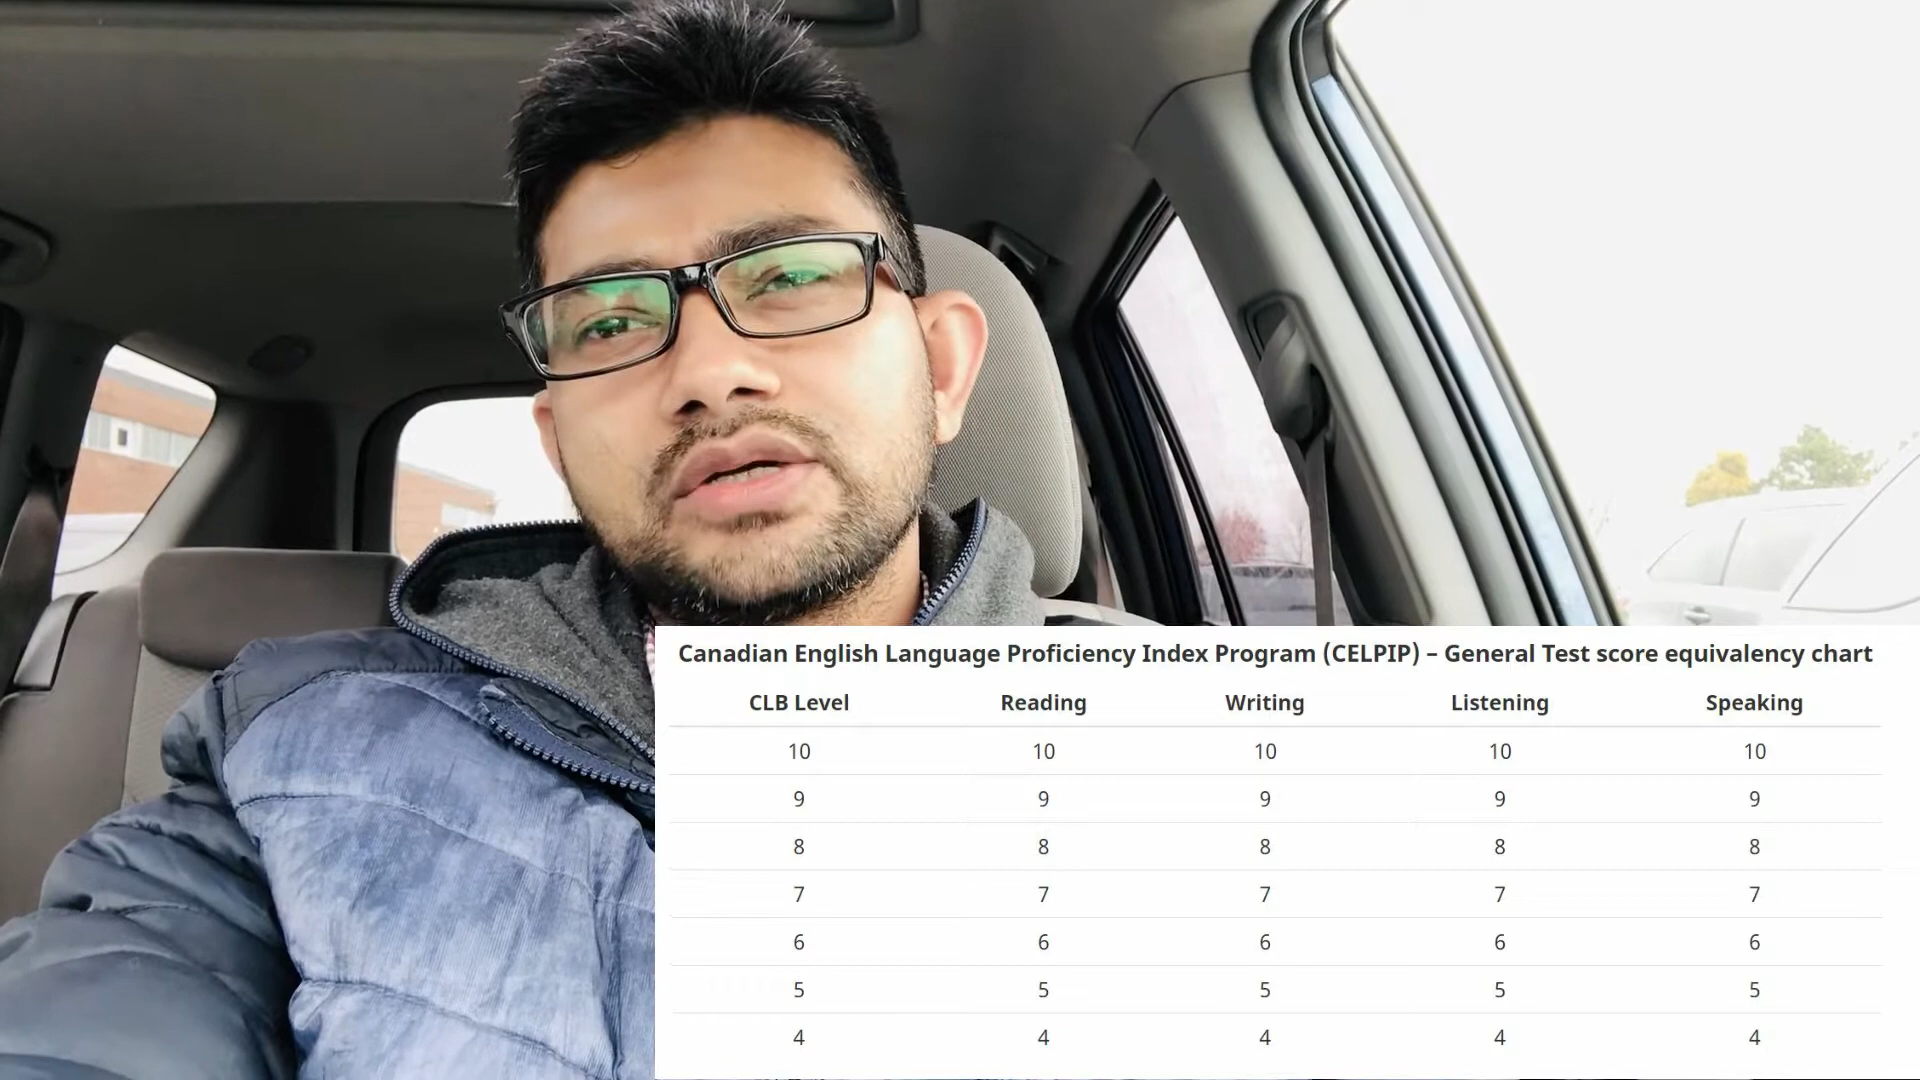 Canadian English Language Proficiency Index Program (CELPIP) – General Test score equivalency chart
CLB Level Reading Writing Listening Speaking
10 10 10 10 10
9 9 9 9 9
8 8 8 8 8
7 7 7 7 7
6 6 6 6 6
5 5 5 5 5
4 4 4 4 4